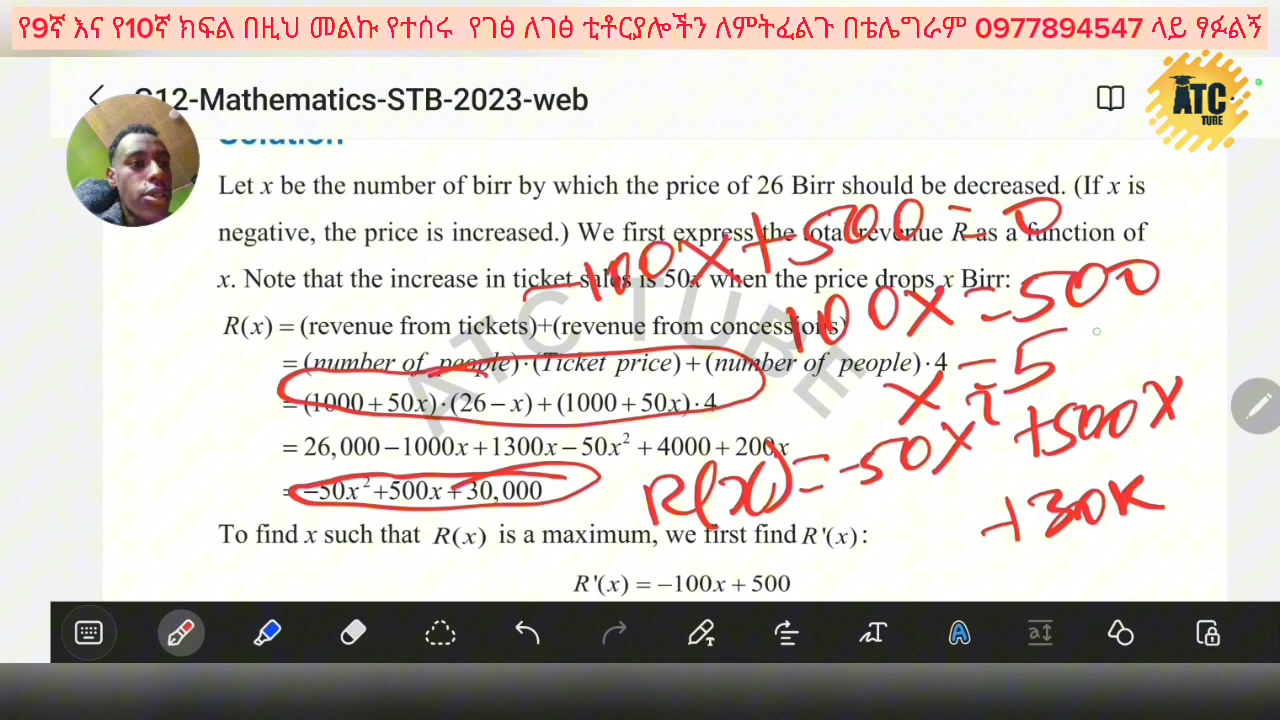 የ9ኛ እና የ10ኛ ክፍል በዚህ መልኩ የተሰሩ የገፅ ለገፅ ቲቶርያሎችን ለምትፈልጉ በቴሌግራም 0977894547 ላይ ፃፉልኝ
12-Mathematics-STB-2023-web
ATC
TUBE
Solution
Let x be the number of birr by which the price of 26 Birr should be decreased. (If x is
negative, the price is increased.) We first express the total revenue R as a function of
x. Note that the increase in ticket sales is 50x when the price drops x Birr:
R(x) = (revenue from tickets)+(revenue from concessions)
= (number of people)·(Ticket price)+(number of people)·4
= (1000+50x)·(26−x)+(1000+50x)·4
= 26,000−1000x+1300x−50x²+4000+200x
= −50x²+500x+30,000
To find x such that R(x) is a maximum, we first find R'(x):
R'(x) = −100x+500
-100x+500=0
100x=500
x=5
R(x)=-50x²+500x
+30K
ATC TUBE